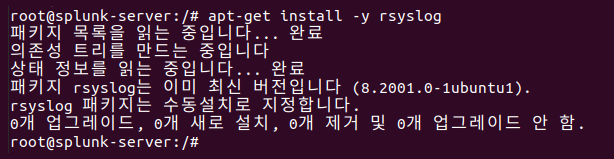 root@splunk-server:/# apt-get install -y rsyslog
패키지 목록을 읽는 중입니다... 완료
의존성 트리를 만드는 중입니다
상태 정보를 읽는 중입니다... 완료
패키지 rsyslog는 이미 최신 버전입니다 (8.2001.0-1ubuntu1).
rsyslog 패키지는 수동설치로 지정합니다.
0개 업그레이드, 0개 새로 설치, 0개 제거 및 0개 업그레이드 안 함.
root@splunk-server:/#